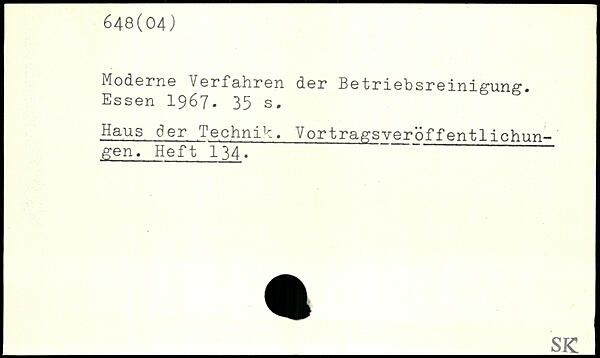 648(04)
Moderne Verfahren der Betriebsreinigung.
Essen 1967. 35 s.
Haus der Technik. Vortragsveröffentlichun-
gen. Heft 134.
SK